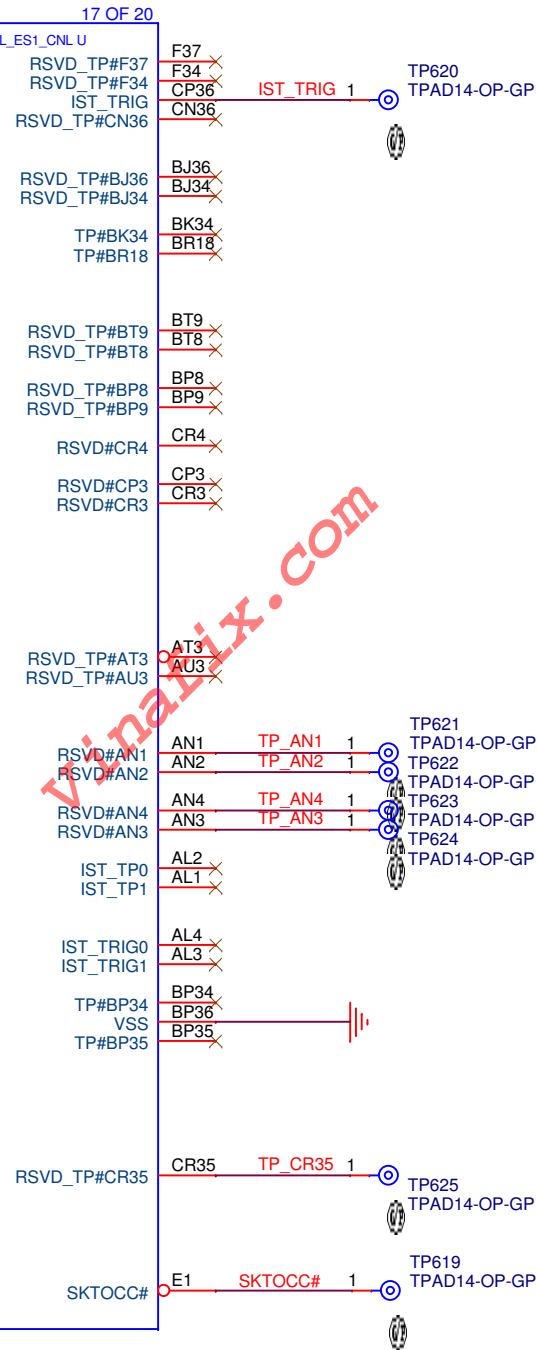 17 OF 20
L_ES1_CNL U
RSVD_TP#F37 F37
RSVD_TP#F34 F34
IST_TRIG CP36 IST_TRIG 1 TP620
TPAD14-OP-GP
RSVD_TP#CN36 CN36
RSVD_TP#BJ36 BJ36
RSVD_TP#BJ34 BJ34
TP#BK34 BK34
TP#BR18 BR18
RSVD_TP#BT9 BT9
RSVD_TP#BT8 BT8
RSVD_TP#BP8 BP8
RSVD_TP#BP9 BP9
RSVD#CR4 CR4
RSVD#CP3 CP3
RSVD#CR3 CR3
vinafix.com
RSVD_TP#AT3 AT3
RSVD_TP#AU3 AU3
RSVD#AN1 AN1 TP_AN1 1 TP621
TPAD14-OP-GP
RSVD#AN2 AN2 TP_AN2 1 TP622
TPAD14-OP-GP
RSVD#AN4 AN4 TP_AN4 1 TP623
TPAD14-OP-GP
RSVD#AN3 AN3 TP_AN3 1 TP624
TPAD14-OP-GP
IST_TP0 AL2
IST_TP1 AL1
IST_TRIG0 AL4
IST_TRIG1 AL3
TP#BP34 BP34
VSS BP36
TP#BP35 BP35
RSVD_TP#CR35 CR35 TP_CR35 1 TP625
TPAD14-OP-GP
SKTOCC# E1 SKTOCC# 1 TP619
TPAD14-OP-GP